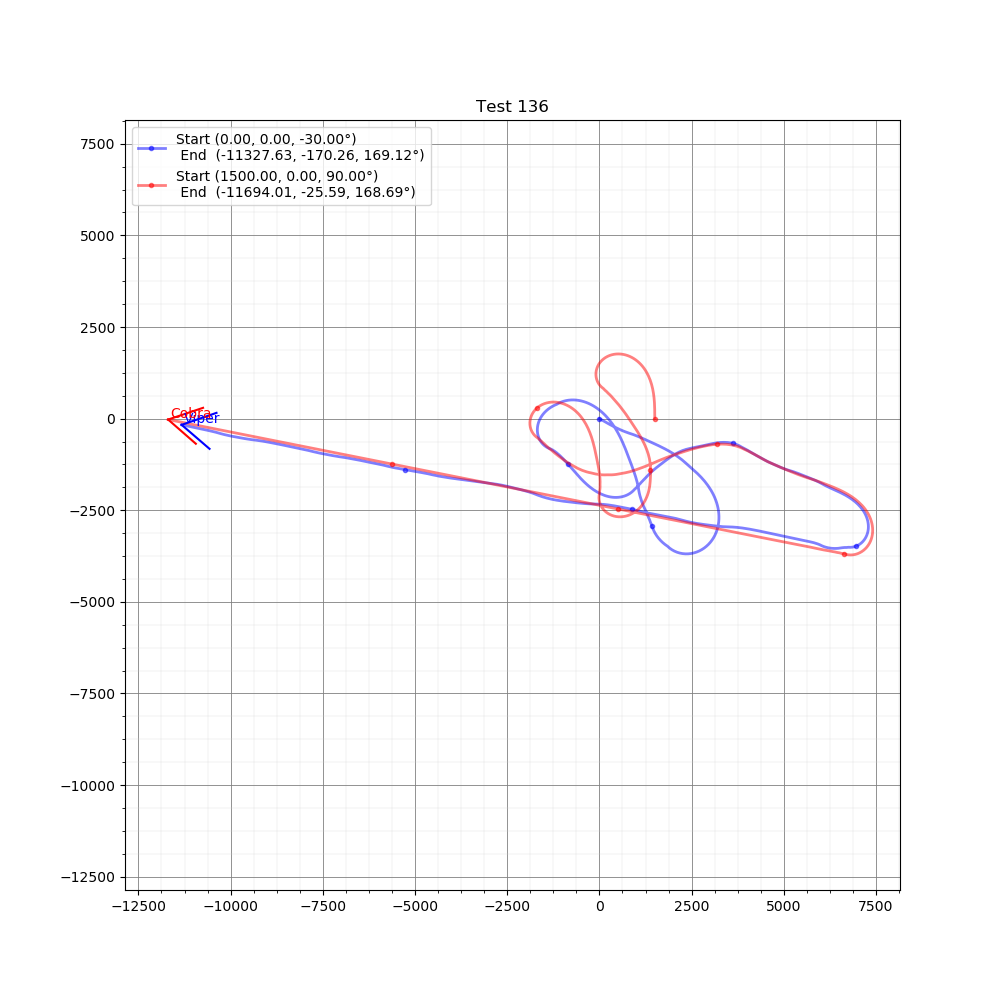 Test 136
Start (0.00, 0.00, -30.00°)
End (-11327.63, -170.26, 169.12°)
Start (1500.00, 0.00, 90.00°)
End (-11694.01, -25.59, 168.69°)
7500
5000
2500
0
−2500
−5000
−7500
−10000
−12500
Cobra
Viper
−12500 −10000 −7500 −5000 −2500 0 2500 5000 7500